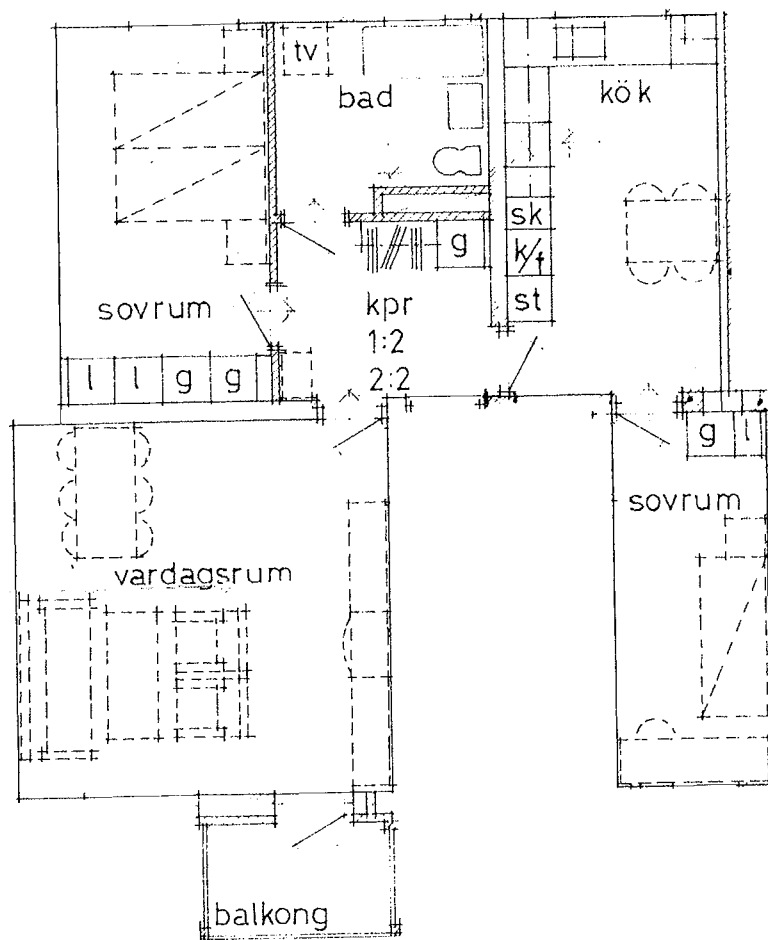 tv
bad
kök
sk
k/f
st
g
sovrum
kpr
1:2
2:2
l l g g
g l
sovrum
vardagsrum
balkong